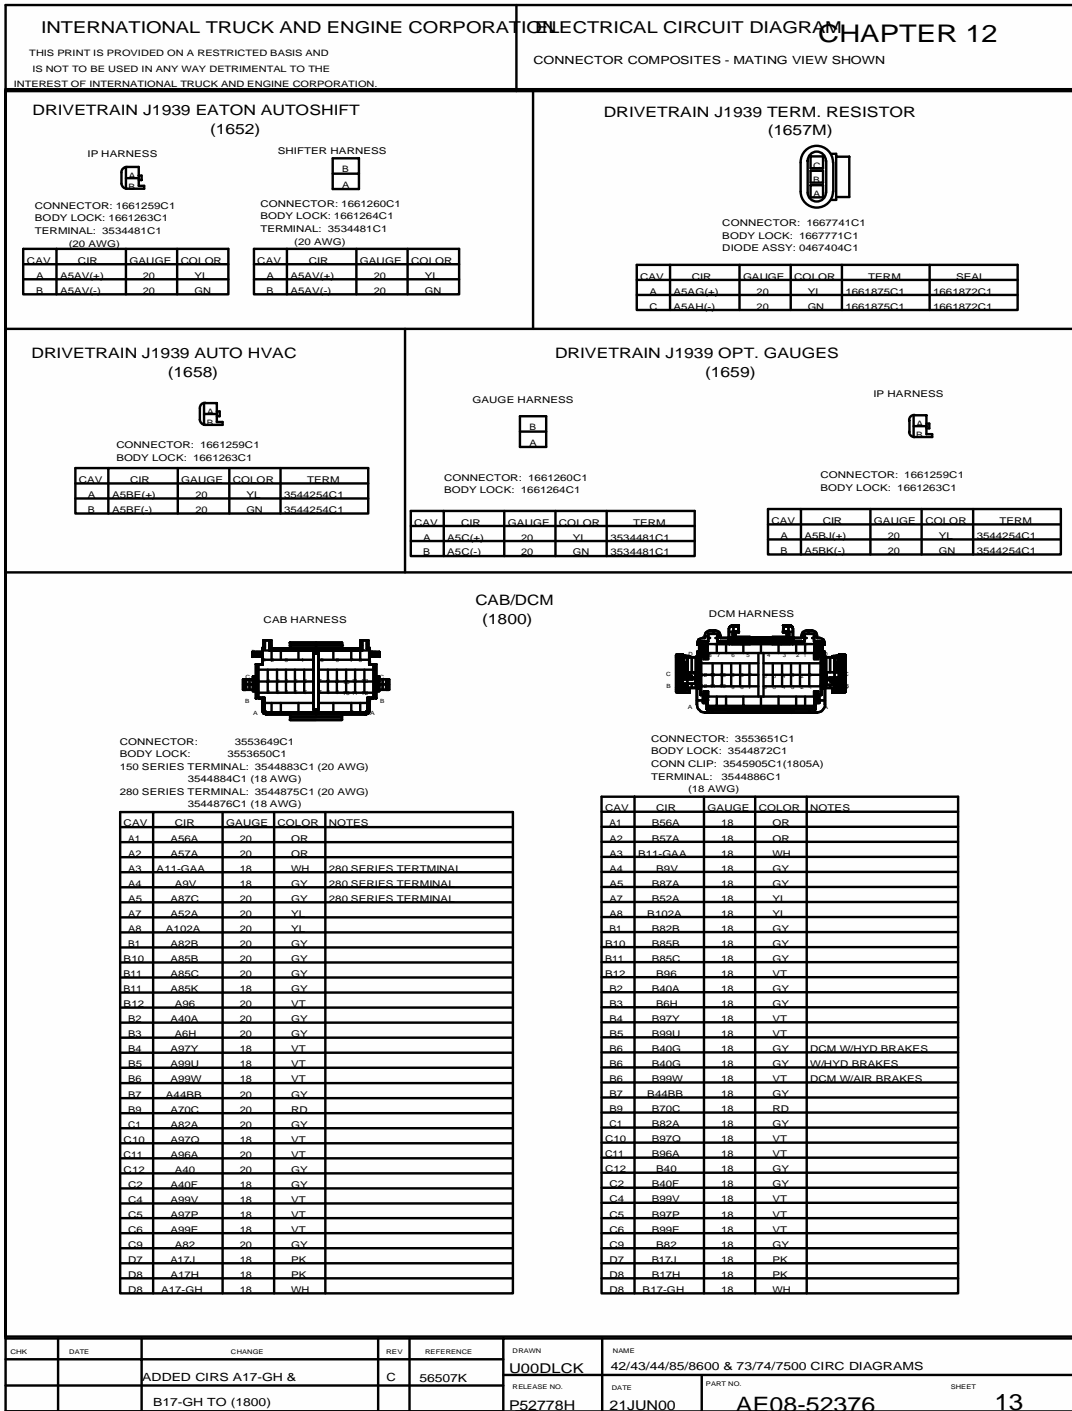 INTERNATIONAL TRUCK AND ENGINE CORPORATION
THIS PRINT IS PROVIDED ON A RESTRICTED BASIS AND
IS NOT TO BE USED IN ANY WAY DETRIMENTAL TO THE
INTEREST OF INTERNATIONAL TRUCK AND ENGINE CORPORATION.
ELECTRICAL CIRCUIT DIAGRAM
CHAPTER 12
CONNECTOR COMPOSITES - MATING VIEW SHOWN
DRIVETRAIN J1939 EATON AUTOSHIFT
(1652)
IP HARNESS
A
B
CONNECTOR: 1661259C1
BODY LOCK: 1661263C1
TERMINAL: 3534481C1
(20 AWG)
CAV CIR GAUGE COLOR
A A5AV(+) 20 YL
B A5AV(-) 20 GN
SHIFTER HARNESS
B
A
CONNECTOR: 1661260C1
BODY LOCK: 1661264C1
TERMINAL: 3534481C1
(20 AWG)
CAV CIR GAUGE COLOR
A A5AV(+) 20 YL
B A5AV(-) 20 GN
DRIVETRAIN J1939 TERM. RESISTOR
(1657M)
C
B
A
CONNECTOR: 1667741C1
BODY LOCK: 1667771C1
DIODE ASSY: 0467404C1
CAV CIR GAUGE COLOR TERM SEAL
A A5AG(+) 20 YL 1661875C1 1661872C1
C A5AH(-) 20 GN 1661875C1 1661872C1
DRIVETRAIN J1939 AUTO HVAC
(1658)
A
B
CONNECTOR: 1661259C1
BODY LOCK: 1661263C1
CAV CIR GAUGE COLOR TERM
A A5BE(+) 20 YL 3544254C1
B A5BF(-) 20 GN 3544254C1
DRIVETRAIN J1939 OPT. GAUGES
(1659)
GAUGE HARNESS
B
A
CONNECTOR: 1661260C1
BODY LOCK: 1661264C1
CAV CIR GAUGE COLOR TERM
A A5C(+) 20 YL 3534481C1
B A5C(-) 20 GN 3534481C1
IP HARNESS
A
B
CONNECTOR: 1661259C1
BODY LOCK: 1661263C1
CAV CIR GAUGE COLOR TERM
A A5BJ(+) 20 YL 3544254C1
B A5BK(-) 20 GN 3544254C1
CAB/DCM
(1800)
CAB HARNESS
CONNECTOR: 3553649C1
BODY LOCK: 3553650C1
150 SERIES TERMINAL: 3544883C1 (20 AWG)
3544884C1 (18 AWG)
280 SERIES TERMINAL: 3544875C1 (20 AWG)
3544876C1 (18 AWG)
CAV CIR GAUGE COLOR NOTES
A1 A56A 20 OR
A2 A57A 20 OR
A3 A11-GAA 18 WH 280 SERIES TERTMINAL
A4 A9V 18 GY 280 SERIES TERMINAL
A5 A87C 20 GY 280 SERIES TERMINAL
A7 A52A 20 YL
A8 A102A 20 YL
B1 A82B 20 GY
B10 A85B 20 GY
B11 A85C 20 GY
B11 A85K 18 GY
B12 A96 20 VT
B2 A40A 20 GY
B3 A6H 20 GY
B4 A97Y 18 VT
B5 A99U 18 VT
B6 A99W 18 VT
B7 A44BB 20 GY
B9 A70C 20 RD
C1 A82A 20 GY
C10 A97Q 18 VT
C11 A96A 20 VT
C12 A40 20 GY
C2 A40F 18 GY
C4 A99V 18 VT
C5 A97P 18 VT
C6 A99F 18 VT
C9 A82 20 GY
D7 A17J 18 PK
D8 A17H 18 PK
D8 A17-GH 18 WH
DCM HARNESS
CONNECTOR: 3553651C1
BODY LOCK: 3544872C1
CONN CLIP: 3545905C1(1805A)
TERMINAL: 3544886C1
(18 AWG)
CAV CIR GAUGE COLOR NOTES
A1 B56A 18 OR
A2 B57A 18 OR
A3 B11-GAA 18 WH
A4 B9V 18 GY
A5 B87A 18 GY
A7 B52A 18 YL
A8 B102A 18 YL
B1 B82B 18 GY
B10 B85B 18 GY
B11 B85C 18 GY
B12 B96 18 VT
B2 B40A 18 GY
B3 B6H 18 GY
B4 B97Y 18 VT
B5 B99U 18 VT
B6 B40G 18 GY DCM W/HYD BRAKES
B6 B40G 18 GY W/HYD BRAKES
B6 B99W 18 VT DCM W/AIR BRAKES
B7 B44BB 18 GY
B9 B70C 18 RD
C1 B82A 18 GY
C10 B97Q 18 VT
C11 B96A 18 VT
C12 B40 18 GY
C2 B40F 18 GY
C4 B99V 18 VT
C5 B97P 18 VT
C6 B99F 18 VT
C9 B82 18 GY
D7 B17J 18 PK
D8 B17H 18 PK
D8 B17-GH 18 WH
CHK DATE CHANGE REV REFERENCE
ADDED CIRS A17-GH & C 56507K
B17-GH TO (1800)
DRAWN
U00DLCK
NAME
42/43/44/85/8600 & 73/74/7500 CIRC DIAGRAMS
RELEASE NO.
P52778H
DATE
21JUN00
PART NO.
AE08-52376
SHEET
13